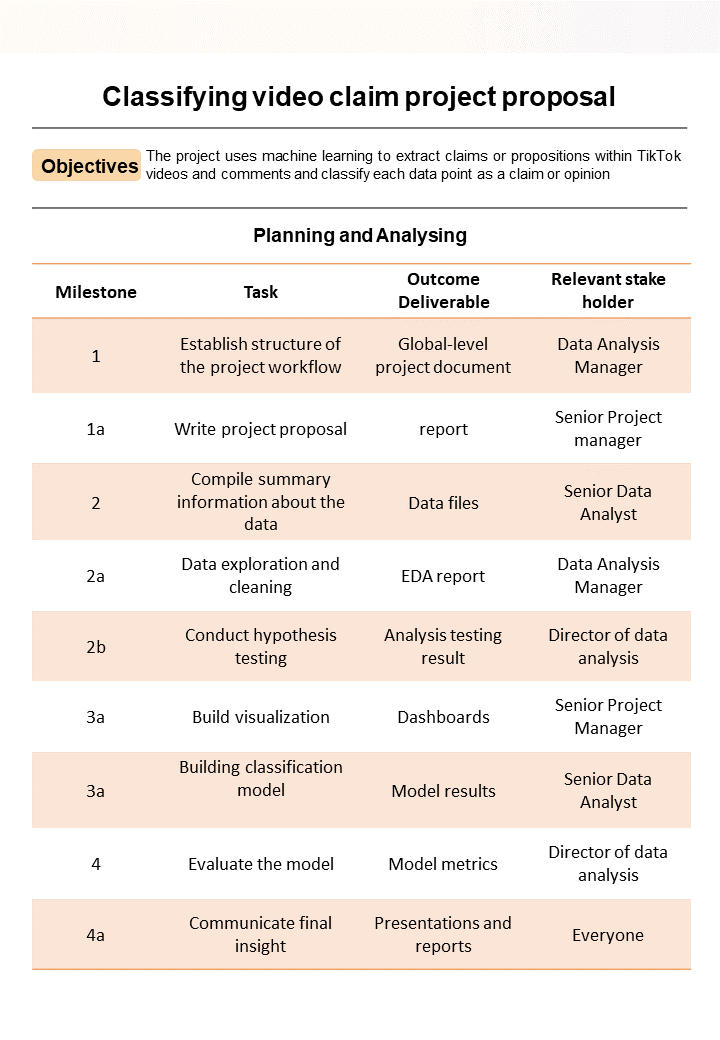 Classifying video claim project proposal
Objectives
The project uses machine learning to extract claims or propositions within TikTok
videos and comments and classify each data point as a claim or opinion
Planning and Analysing
Milestone
Task
Outcome
Deliverable
Relevant stake
holder
1
Establish structure of
the project workflow
Global-level
project document
Data Analysis
Manager
1a
Write project proposal
report
Senior Project
manager
2
Compile summary
information about the
data
Data files
Senior Data
Analyst
2a
Data exploration and
cleaning
EDA report
Data Analysis
Manager
2b
Conduct hypothesis
testing
Analysis testing
result
Director of data
analysis
3a
Build visualization
Dashboards
Senior Project
Manager
3a
Building classification
model
Model results
Senior Data
Analyst
4
Evaluate the model
Model metrics
Director of data
analysis
4a
Communicate final
insight
Presentations and
reports
Everyone